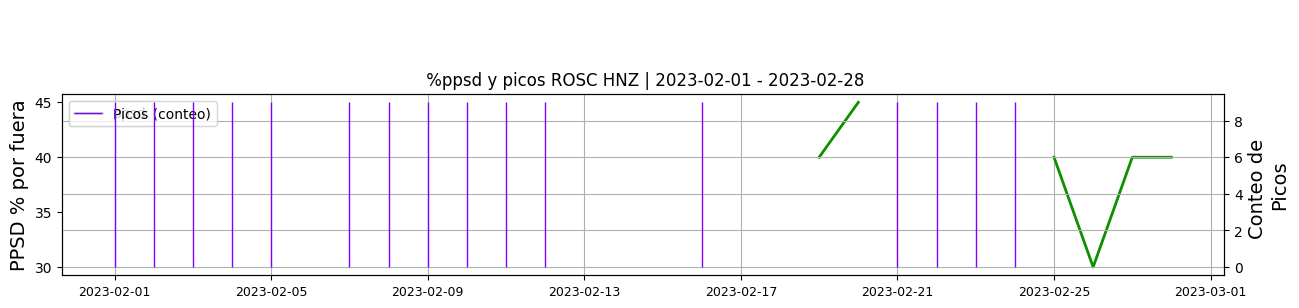 %ppsd y picos ROSC HNZ | 2023-02-01 - 2023-02-28
PPSD % por fuera
45
40
35
30
Picos (conteo)
8
6
4
2
0
Conteo de
Picos
2023-02-01 2023-02-05 2023-02-09 2023-02-13 2023-02-17 2023-02-21 2023-02-25 2023-03-01